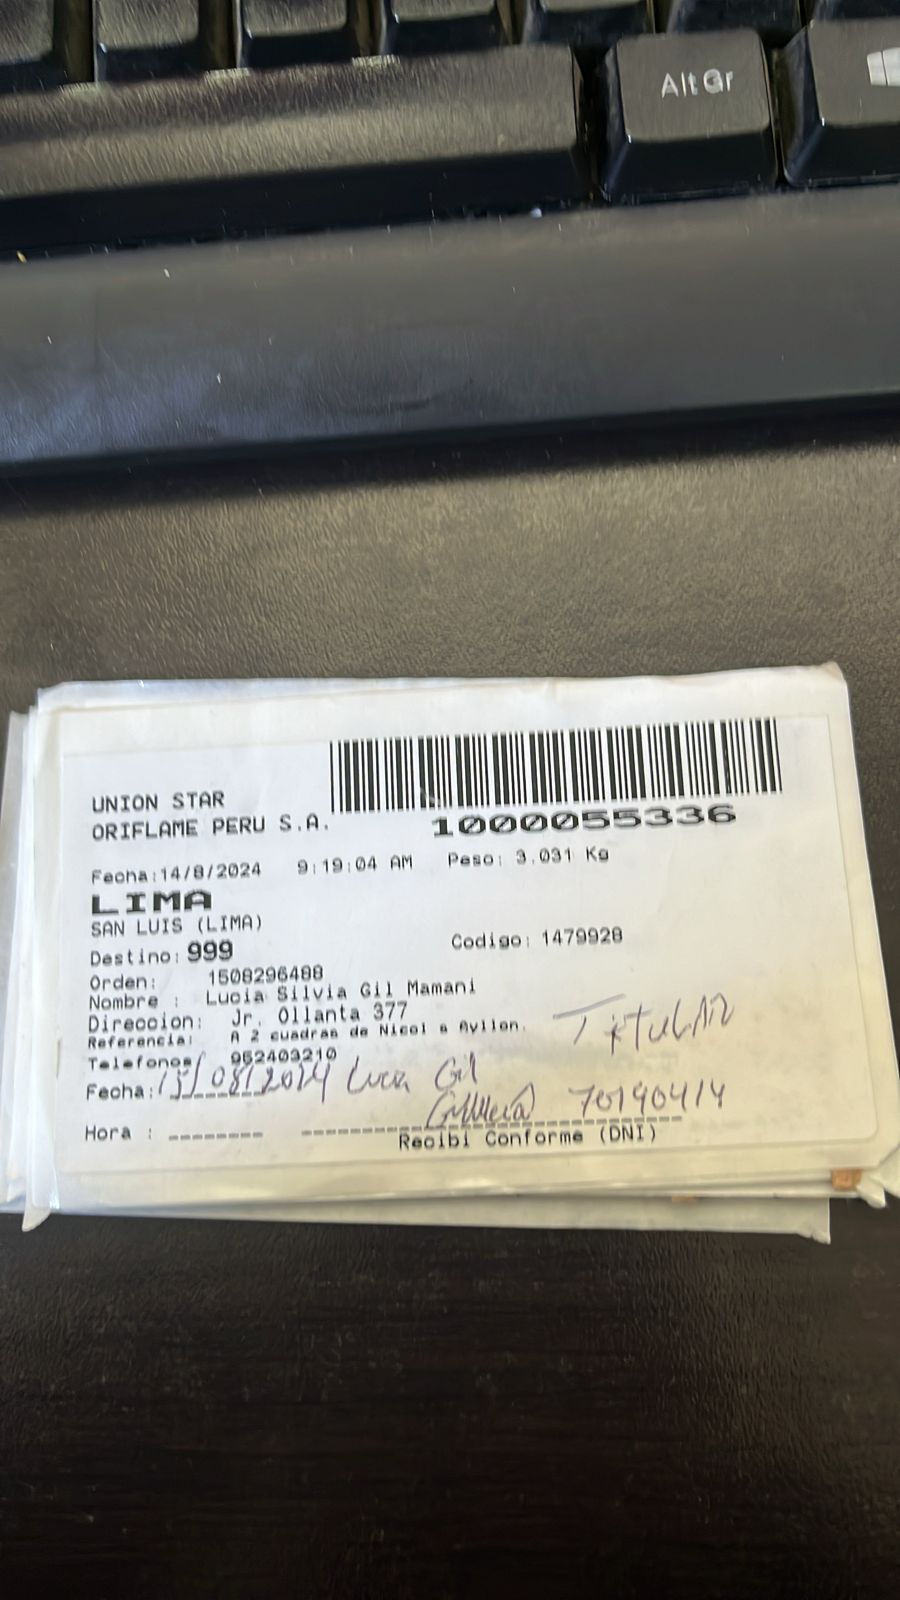 Alt Gr
UNION STAR
ORIFLAME PERU S.A.
1000055336
Fecha:14/8/2024 9:19:04 AM Peso: 3.031 Kg
LIMA
SAN LUIS (LIMA)
Destino: 999 Codigo: 1479928
Orden: 1508296488
Nombre : Lucia Silvia Gil Mamani
Direccion: Jr. Ollanta 377
Referencia: A 2 cuadras de Nicol s Ayllon.
Titular
Telefonos 952403210
Fecha: 15/08/2024 Lucia Gil
70190414
Hora :
Recibi Conforme (DNI)